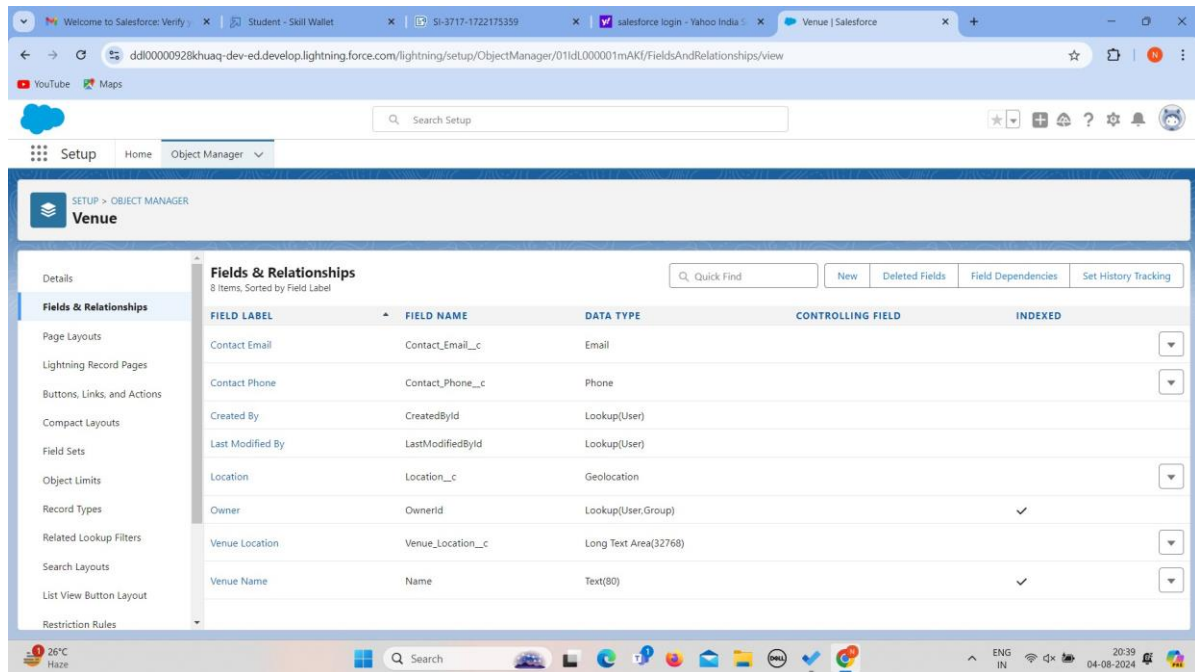 Welcome to Salesforce: Verify y
Student - Skill Wallet
SI-3717-1722175359
salesforce login - Yahoo India S
Venue | Salesforce
ddl00000928khuaq-dev-ed.develop.lightning.force.com/lightning/setup/ObjectManager/01IdL000001mAKf/FieldsAndRelationships/view
N
YouTube Maps
Search Setup
Setup Home Object Manager
SETUP > OBJECT MANAGER
Venue
Details
Fields & Relationships
Page Layouts
Lightning Record Pages
Buttons, Links, and Actions
Compact Layouts
Field Sets
Object Limits
Record Types
Related Lookup Filters
Search Layouts
List View Button Layout
Restriction Rules
Fields & Relationships
8 Items, Sorted by Field Label
Quick Find New Deleted Fields Field Dependencies Set History Tracking
FIELD LABEL FIELD NAME DATA TYPE CONTROLLING FIELD INDEXED
Contact Email Contact_Email__c Email
Contact Phone Contact_Phone__c Phone
Created By CreatedById Lookup(User)
Last Modified By LastModifiedById Lookup(User)
Location Location__c Geolocation
Owner OwnerId Lookup(User,Group)
Venue Location Venue_Location__c Long Text Area(32768)
Venue Name Name Text(80)
1 26°C
Haze
Search
DELL
ENG
IN
20:39
04-08-2024